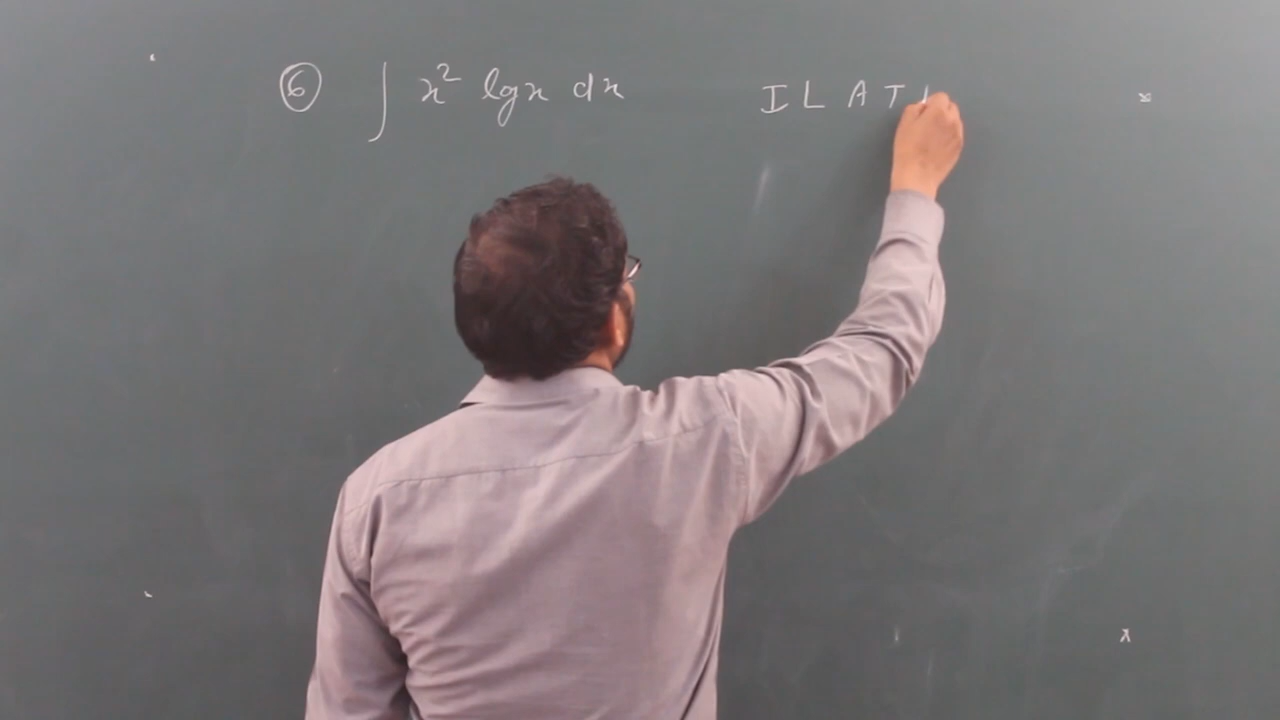 ⑥ ∫ x² lgx dx I L A T